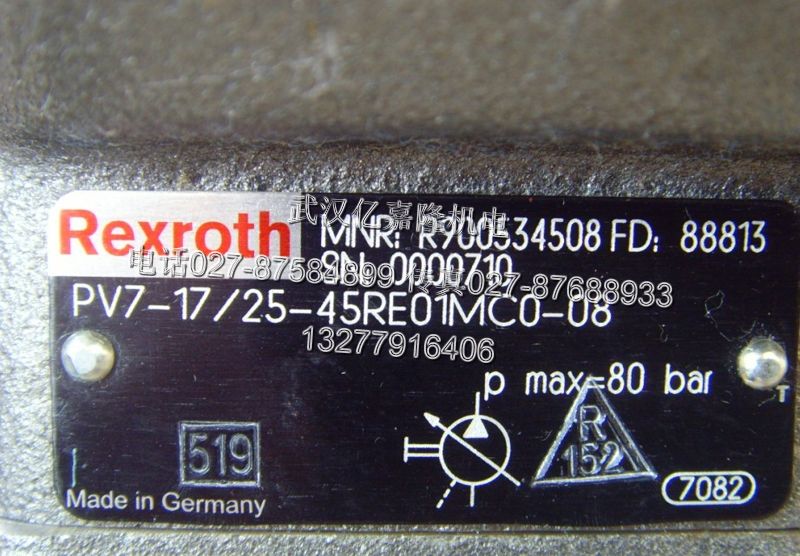 Rexroth
MNR: R900534508 FD: 88813
SN: 0000710
PV7-17/25-45RE01MC0-08
武汉亿嘉隆机电
电话027-87584899 传真027-87688933
13277916406
p max=80 bar
519
R
152
T
7082
Made in Germany